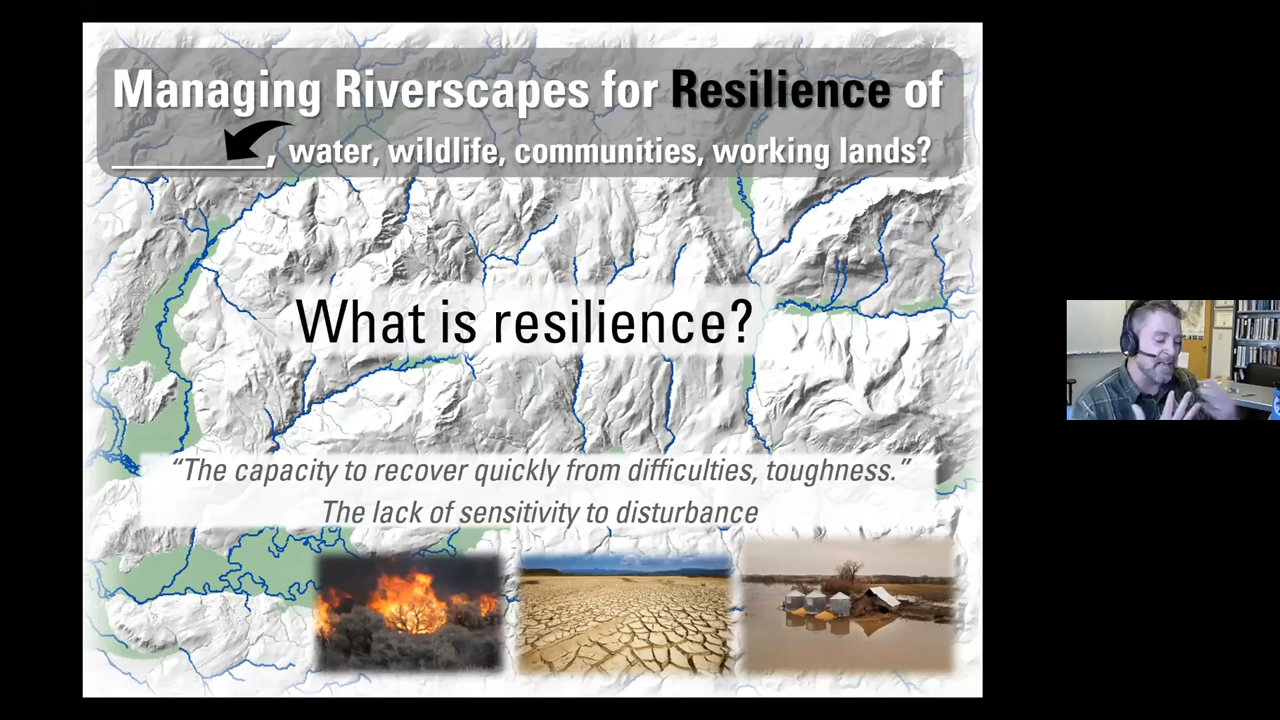 Managing Riverscapes for Resilience of
__________, water, wildlife, communities, working lands?
What is resilience?
“The capacity to recover quickly from difficulties, toughness.”
The lack of sensitivity to disturbance